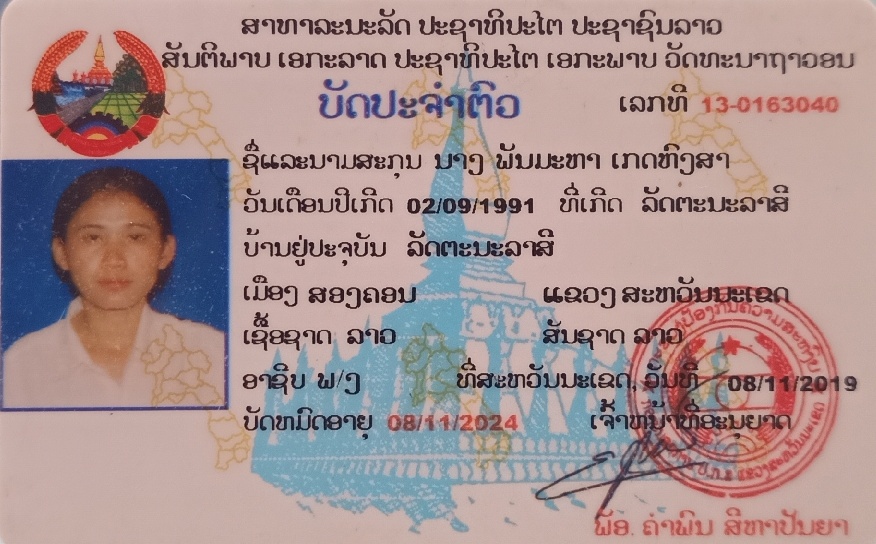 ສາທາລະນະລັດ ປະຊາທິປະໄຕ ປະຊາຊົນລາວ
ສັນຕິພາບ ເອກະລາດ ປະຊາທິປະໄຕ ເອກະພາບ ວັດທະນາຖາວອນ
ບັດປະຈຳຕົວ ເລກທີ 13-0163040
ຊື່ແລະນາມສະກຸນ ນາງ ພັນມະຫາ ເກດຫົງສາ
ວັນເດືອນປີເກີດ 02/09/1991 ທີ່ເກີດ ລັດຕະນະລາສີ
ບ້ານຢູ່ປະຈຸບັນ ລັດຕະນະລາສີ
ເມືອງ ສອງຄອນ ແຂວງ ສະຫວັນນະເຂດ
ເຊື້ອຊາດ ລາວ ສັນຊາດ ລາວ
ອາຊີບ ພ/ງ ທີ່ສະຫວັນນະເຂດ, ວັນທີ 08/11/2019
ບັດຫມົດອາຍຸ 08/11/2024 ເຈົ້າຫນ້າທີ່ອະນຸຍາດ
ພັອ. ຄຳພົນ ສີຫາປັນຍາ